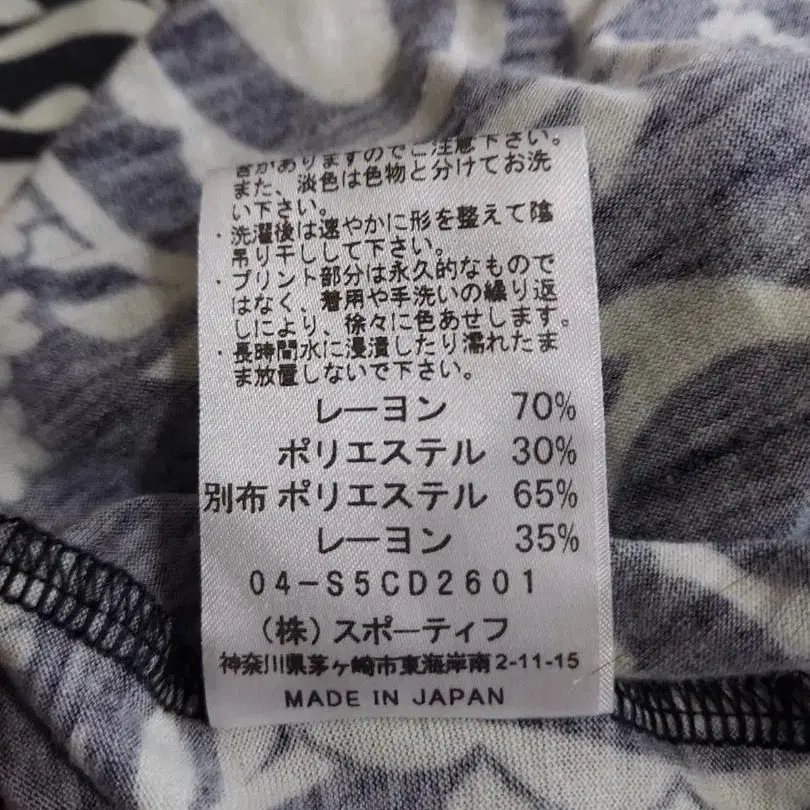 害がありますのでご注意下さい。
また、淡色は色物と分けてお洗
い下さい。
・洗濯後は速やかに形を整えて陰
吊り干しして下さい。
・プリント部分は永久的なもので
はなく、着用や手洗いの繰り返
しにより、徐々に色あせします。
・長時間水に浸漬したり濡れたま
ま放置しないで下さい。
レーヨン 70%
ポリエステル 30%
別布 ポリエステル 65%
レーヨン 35%
04-S5CD2601
(株)スポーティフ
神奈川県茅ヶ崎市東海岸南2-11-15
MADE IN JAPAN